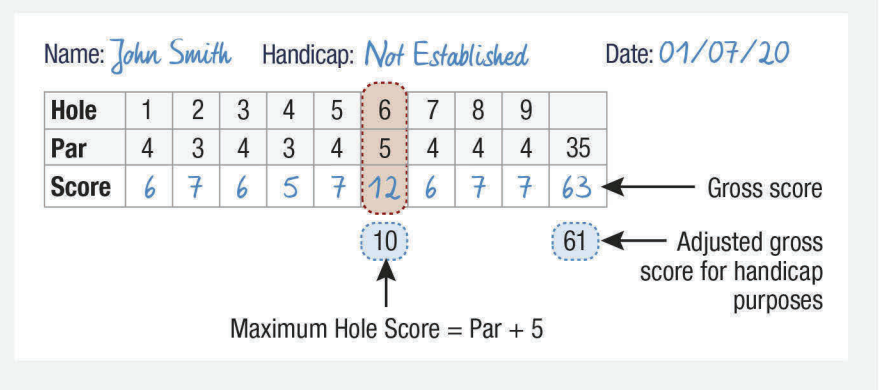 Name: John Smith Handicap: Not Established Date: 01/07/20
Hole 1 2 3 4 5 6 7 8 9
Par 4 3 4 3 4 5 4 4 4 35
Score 6 7 6 5 7 12 6 7 7 63 Gross score
10 61 Adjusted gross
score for handicap
purposes
Maximum Hole Score = Par + 5